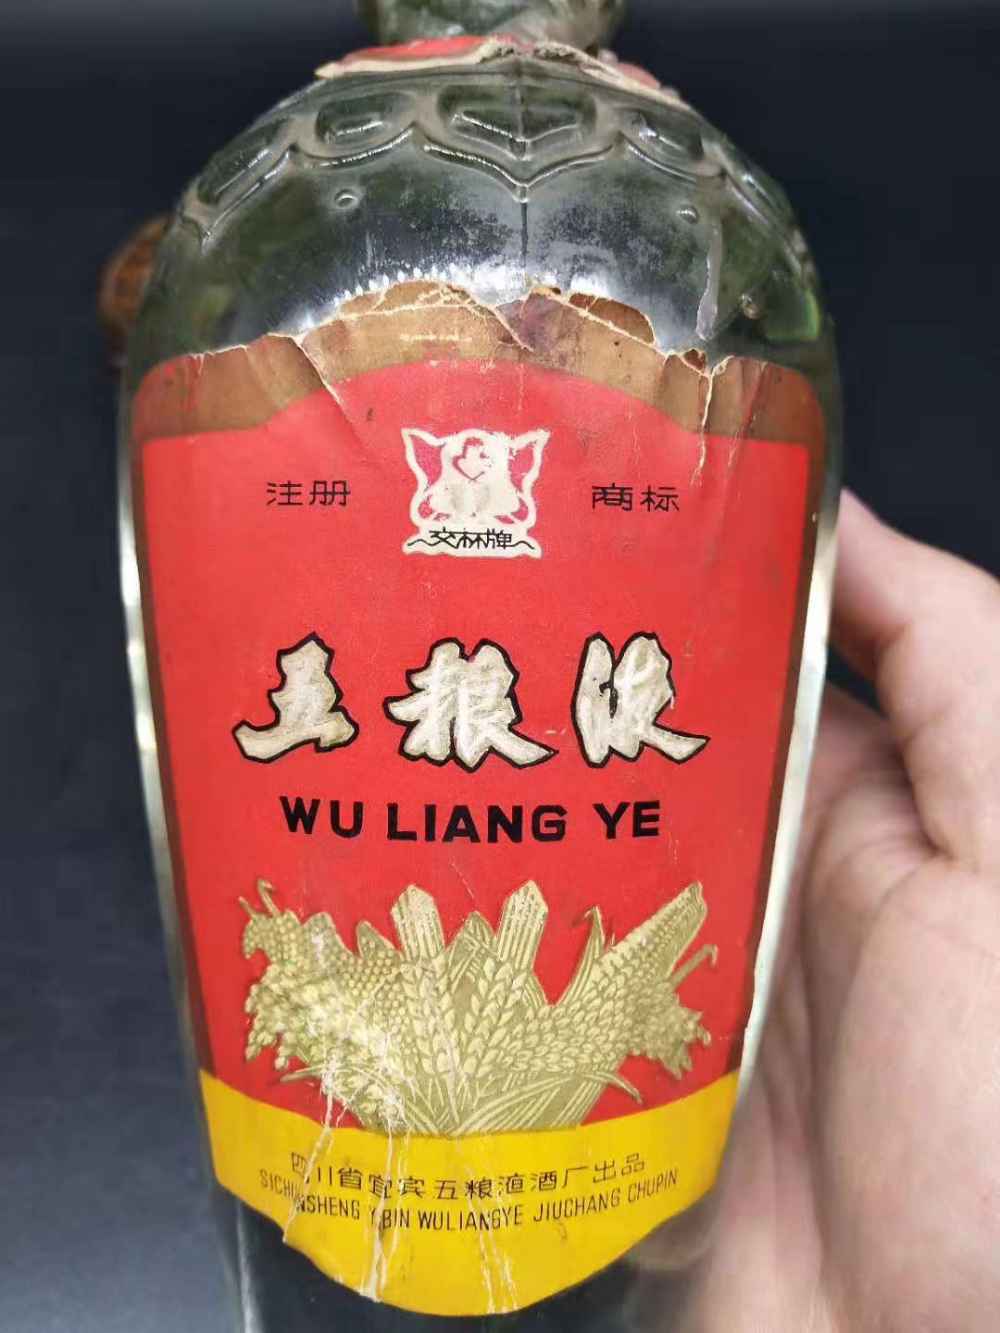 注册 商标
交杯牌
五粮液
WU LIANG YE
四川省宜宾五粮液酒厂出品
SICHUANSHENG YIBIN WULIANGYE JIUCHANG CHUPIN